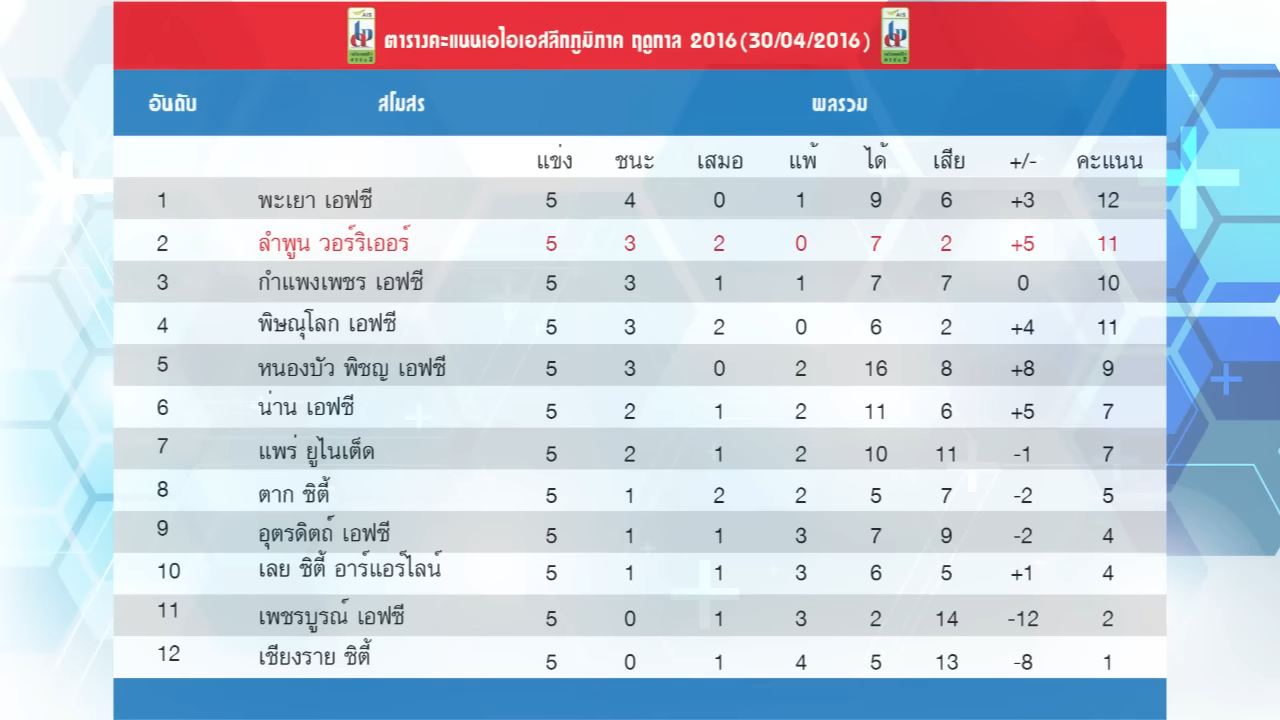 ตารางคะแนนเอไอเอสลีกภูมิภาค ฤดูกาล 2016(30/04/2016)
อันดับ สโมสร ผลรวม
แข่ง ชนะ เสมอ แพ้ ได้ เสีย +/- คะแนน
1 พะเยา เอฟซี 5 4 0 1 9 6 +3 12
2 ลำพูน วอร์ริเออร์ 5 3 2 0 7 2 +5 11
3 กำแพงเพชร เอฟซี 5 3 1 1 7 7 0 10
4 พิษณุโลก เอฟซี 5 3 2 0 6 2 +4 11
5 หนองบัว พิชญ เอฟซี 5 3 0 2 16 8 +8 9
6 น่าน เอฟซี 5 2 1 2 11 6 +5 7
7 แพร่ ยูไนเต็ด 5 2 1 2 10 11 -1 7
8 ตาก ซิตี้ 5 1 2 2 5 7 -2 5
9 อุตรดิตถ์ เอฟซี 5 1 1 3 7 9 -2 4
10 เลย ซิตี้ อาร์แอร์ไลน์ 5 1 1 3 6 5 +1 4
11 เพชรบูรณ์ เอฟซี 5 0 1 3 2 14 -12 2
12 เชียงราย ซิตี้ 5 0 1 4 5 13 -8 1